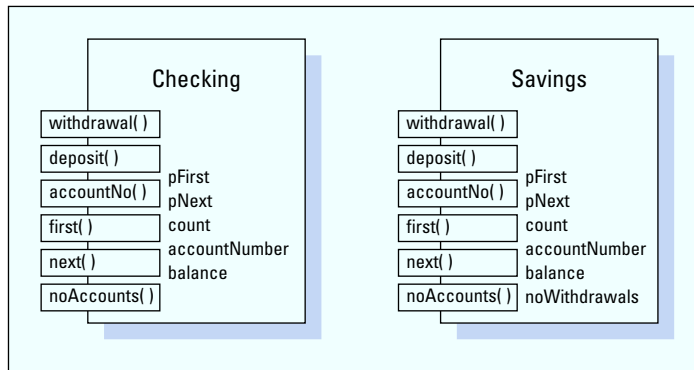 Checking
withdrawal( )
deposit( )
accountNo( )
first( )
next( )
noAccounts( )
pFirst
pNext
count
accountNumber
balance
Savings
withdrawal( )
deposit( )
accountNo( )
first( )
next( )
noAccounts( )
pFirst
pNext
count
accountNumber
balance
noWithdrawals